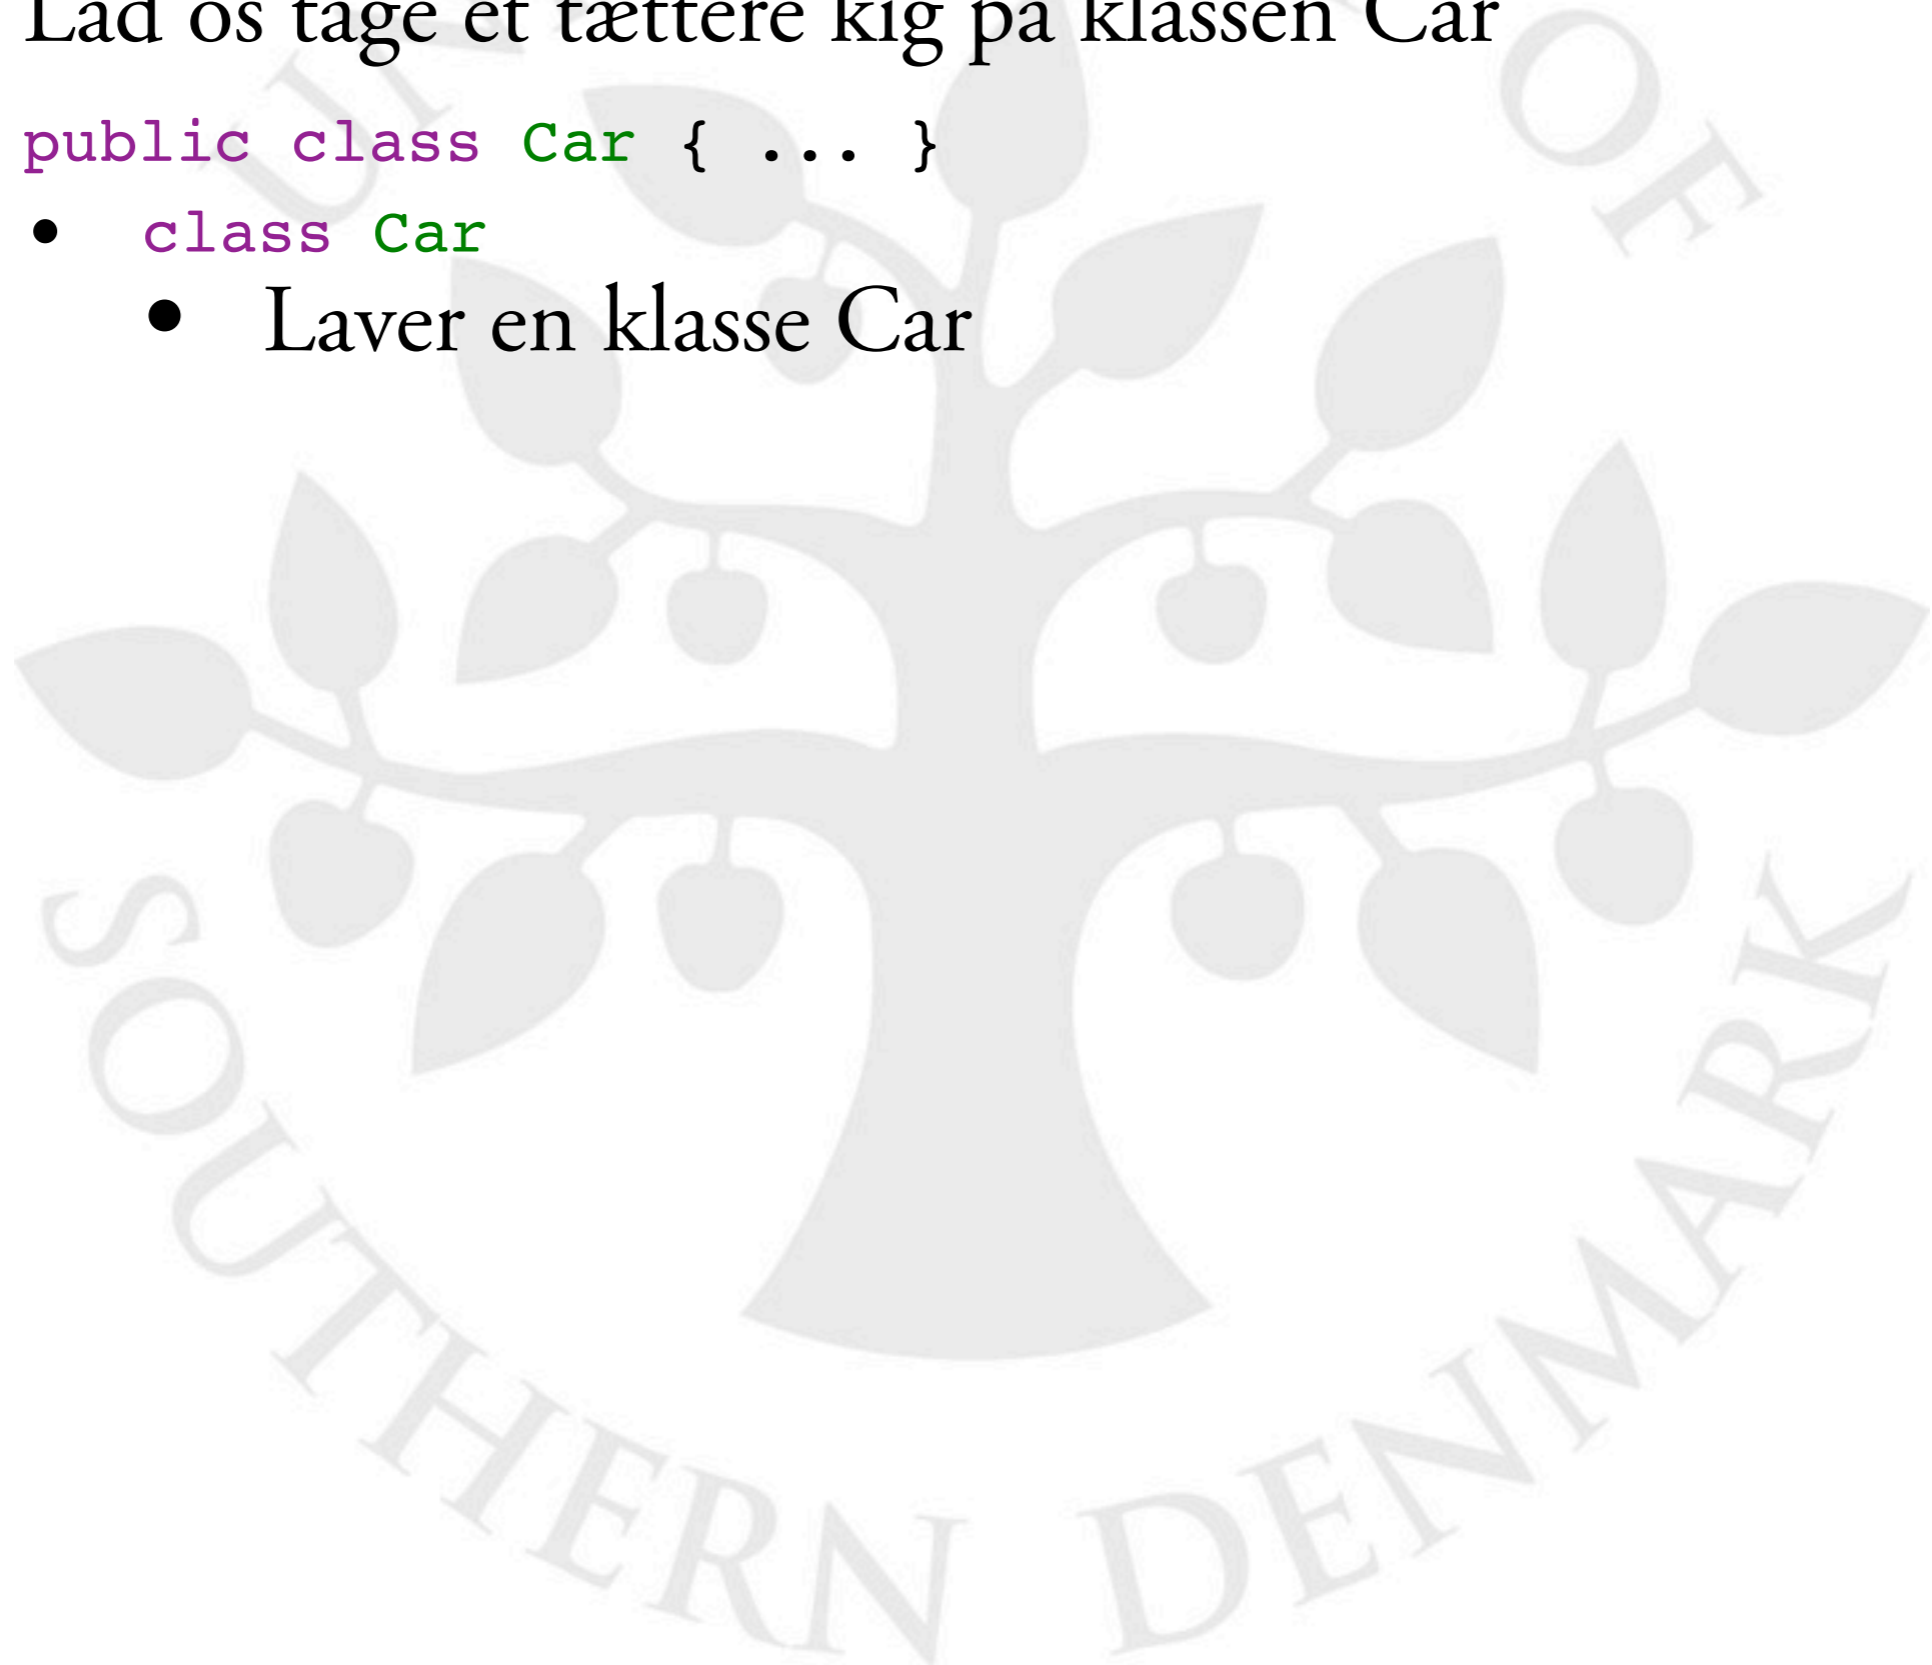 Lad os tage et tættere kig på klassen Car
public class Car { ... }
• class Car
• Laver en klasse Car
OF
SOUTHERN DENMARK